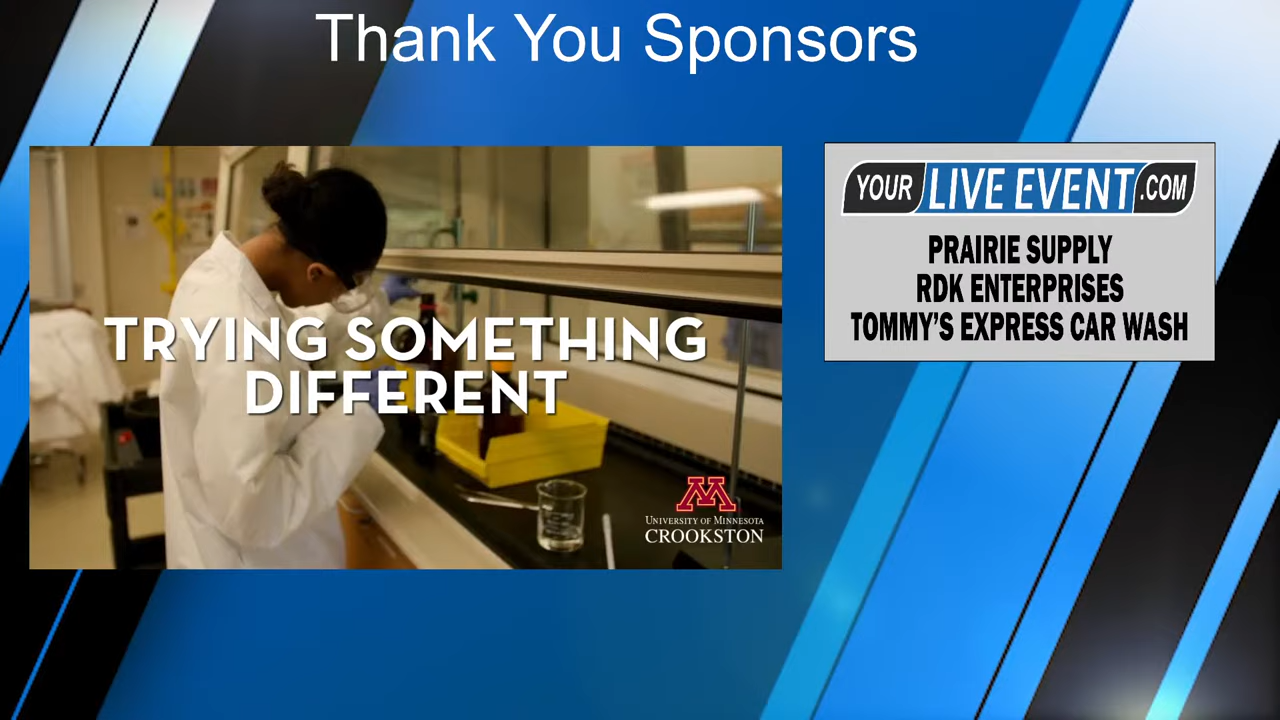 Thank You Sponsors
TRYING SOMETHING
DIFFERENT
M
UNIVERSITY OF MINNESOTA
CROOKSTON
YOUR LIVE EVENT.COM
PRAIRIE SUPPLY
RDK ENTERPRISES
TOMMY'S EXPRESS CAR WASH